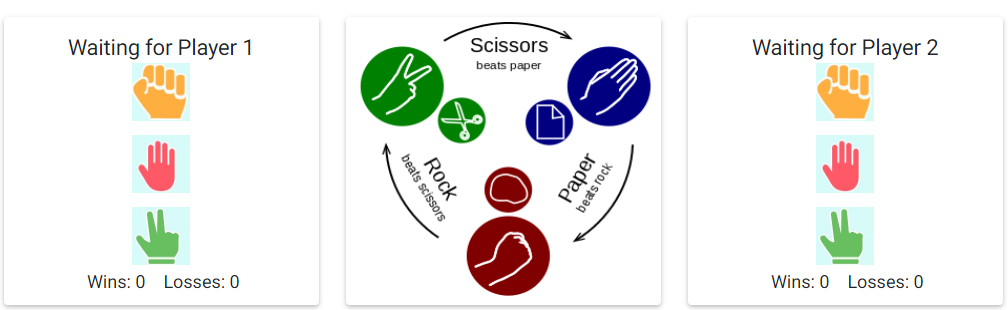 Waiting for Player 1
Wins: 0 Losses: 0
Scissors
beats paper
Rock
beats scissors
Paper
beats rock
Waiting for Player 2
Wins: 0 Losses: 0